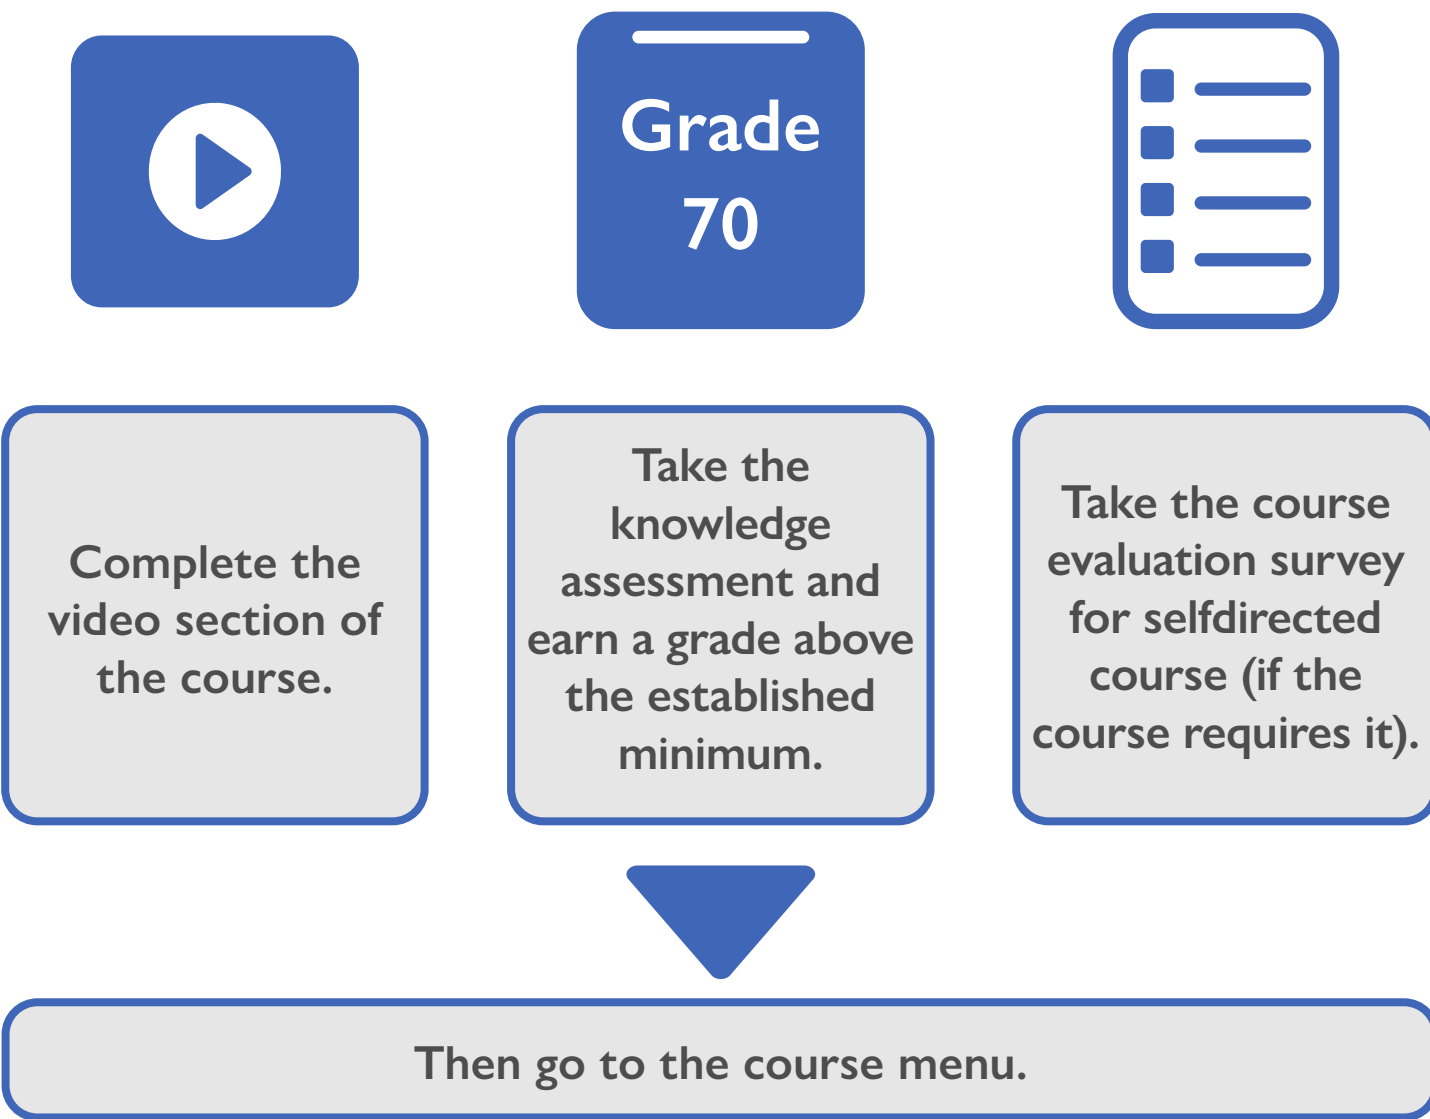 Grade
70
Complete the
video section of
the course.
Take the
knowledge
assessment and
earn a grade above
the established
minimum.
Take the course
evaluation survey
for selfdirected
course (if the
course requires it).
Then go to the course menu.